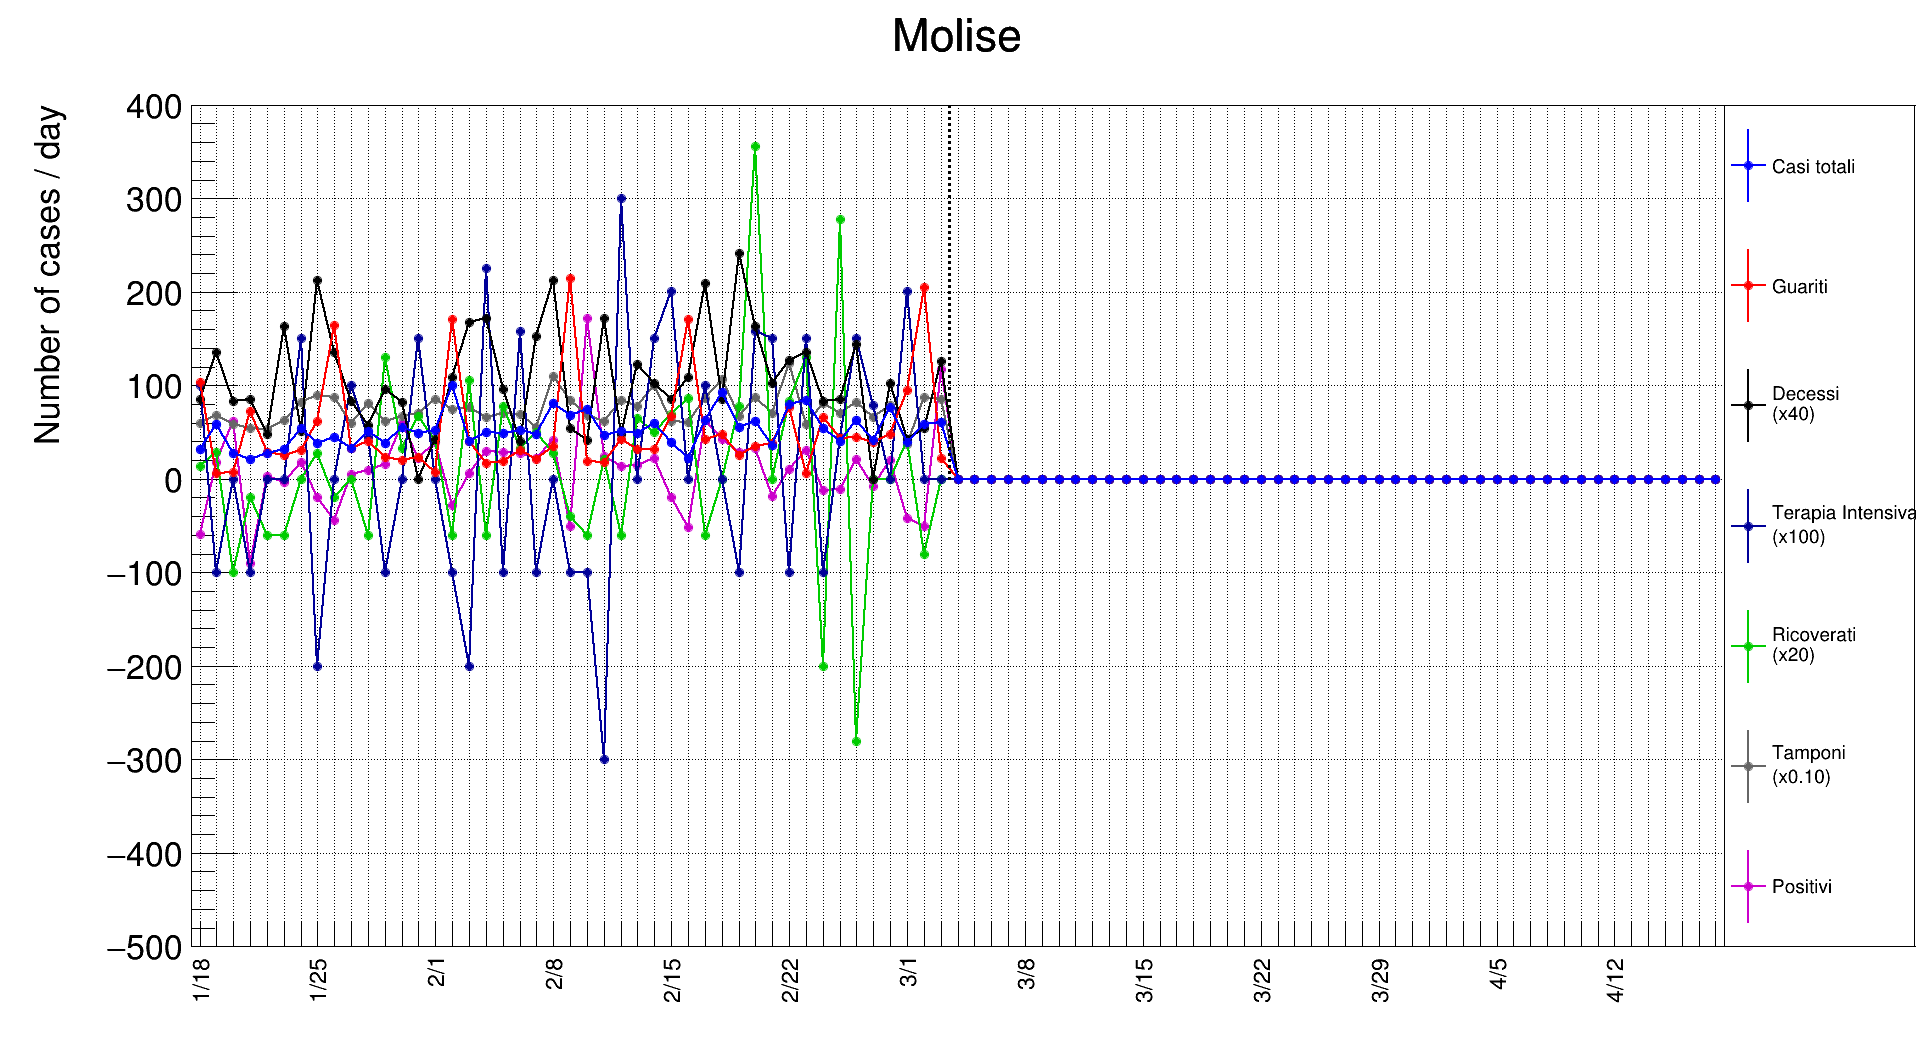 Molise
Number of cases / day
400
300
200
100
0
−100
−200
−300
−400
−500
1/18
1/25
2/1
2/8
2/15
2/22
3/1
3/8
3/15
3/22
3/29
4/5
4/12
Casi totali
Guariti
Decessi
(x40)
Terapia Intensiva
(x100)
Ricoverati
(x20)
Tamponi
(x0.10)
Positivi